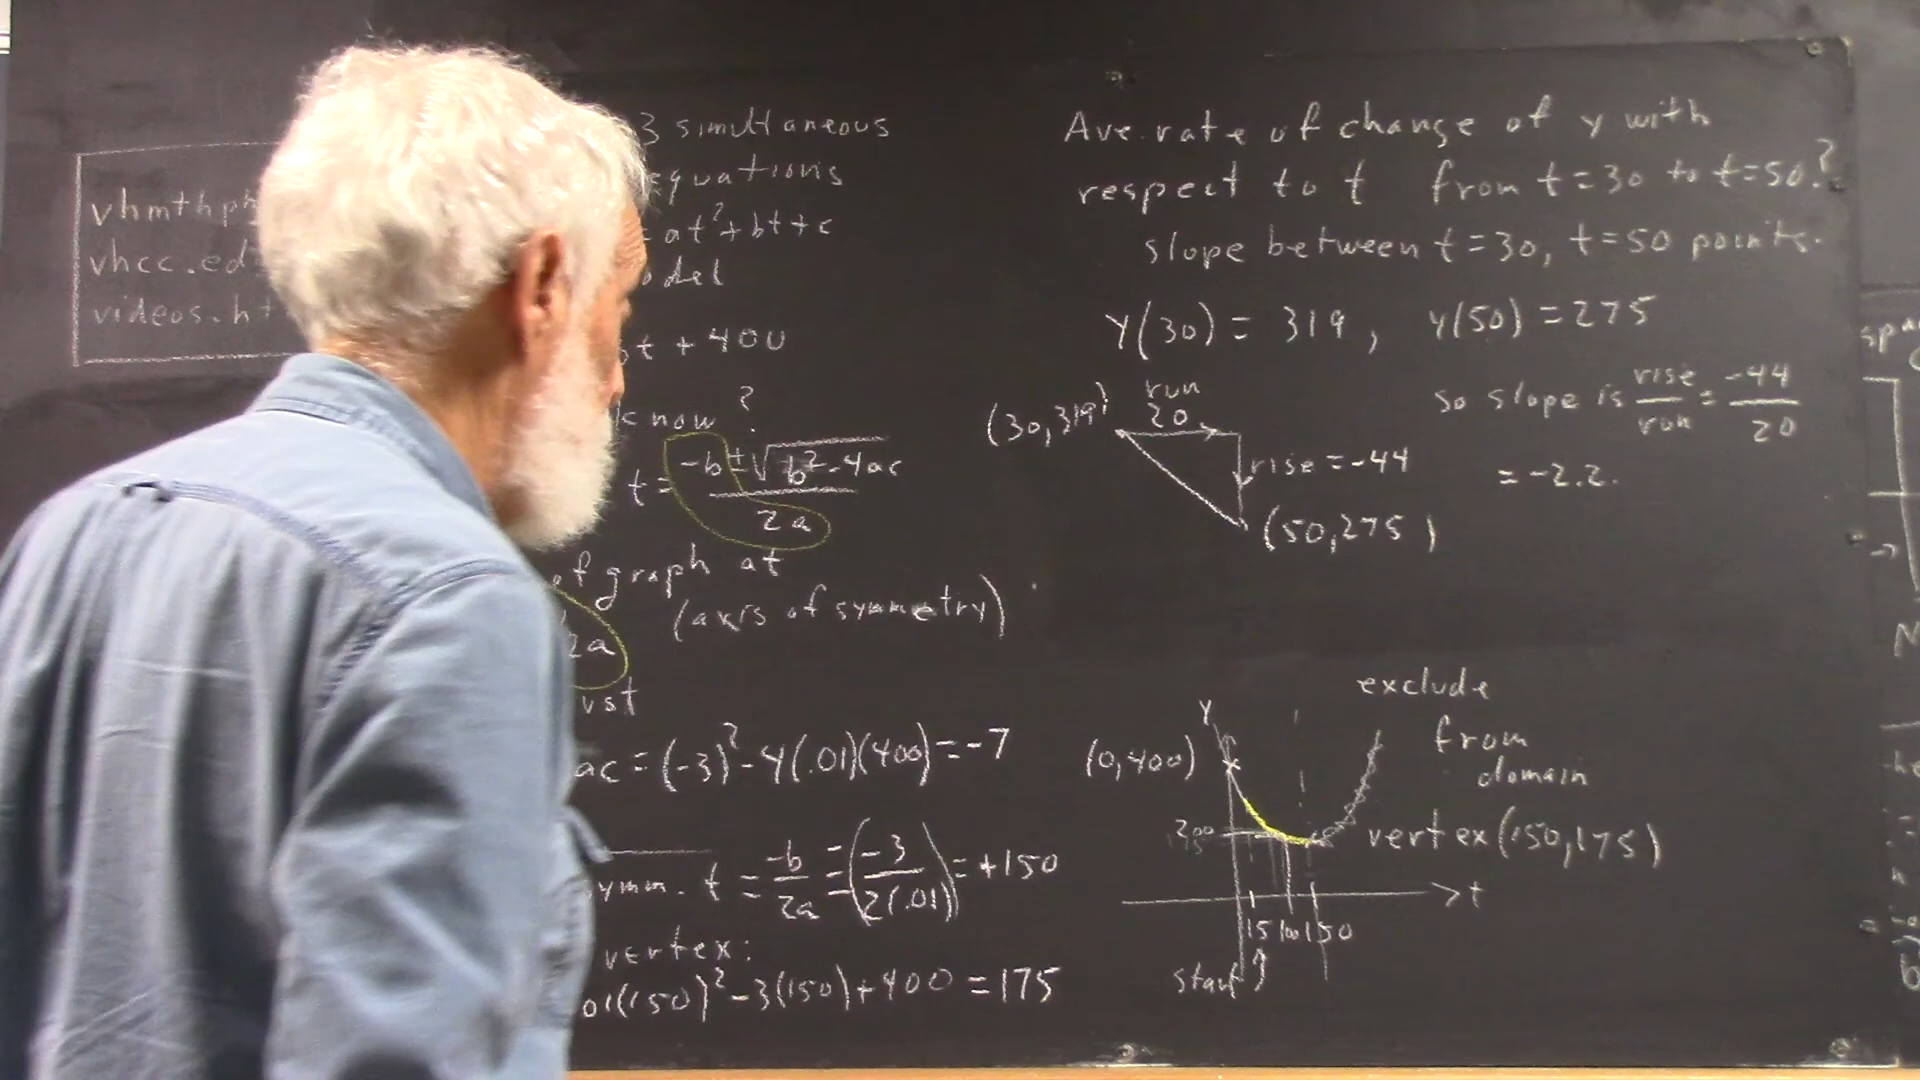 vhmthph
vhcc.ed
videos.ht
3 simultaneous
equations
at²+bt+c
odel
t + 400
know?
t = -b±√b²-4ac
2a
of graph at
(axis of symmetry)
2a
ac = (-3)² - 4(.01)(400) = -7
ymm. t = -b/2a = (-3/2(.01)) = +150
vertex:
01(150)² - 3(150) + 400 = 175
Ave. rate of change of y with
respect to t from t=30 to t=50?
slope between t=30, t=50 points.
Y(30) = 319, Y(50) = 275
so slope is rise/run = -44/20
= -2.2.
(30,319)
run
20
rise = -44
(50,275)
exclude
from
domain
Y
(0,400)
200
vertex (150,175)
t
15 100 150
start